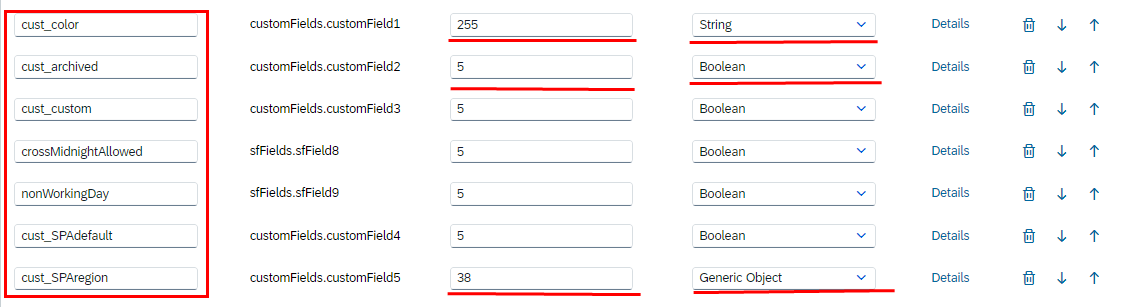 cust_color customFields.customField1 255 String Details
cust_archived customFields.customField2 5 Boolean Details
cust_custom customFields.customField3 5 Boolean Details
crossMidnightAllowed sfFields.sfField8 5 Boolean Details
nonWorkingDay sfFields.sfField9 5 Boolean Details
cust_SPAdefault customFields.customField4 5 Boolean Details
cust_SPAregion customFields.customField5 38 Generic Object Details